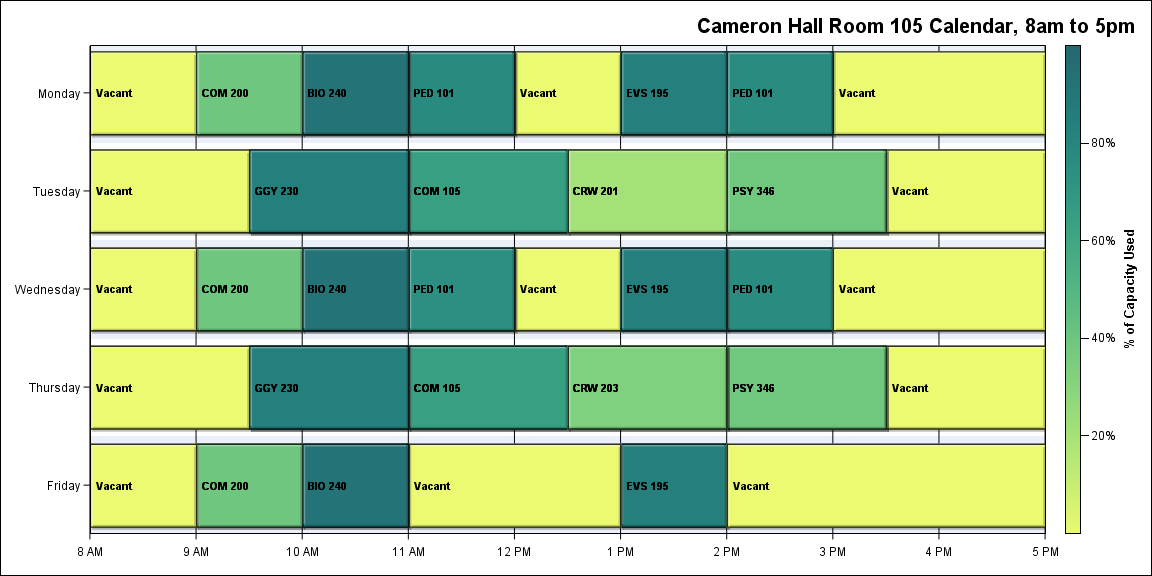 Cameron Hall Room 105 Calendar, 8am to 5pm
Monday
Vacant
COM 200
BIO 240
PED 101
Vacant
EVS 195
PED 101
Vacant
Tuesday
Vacant
GGY 230
COM 105
CRW 201
PSY 346
Vacant
Wednesday
Vacant
COM 200
BIO 240
PED 101
Vacant
EVS 195
PED 101
Vacant
Thursday
Vacant
GGY 230
COM 105
CRW 203
PSY 346
Vacant
Friday
Vacant
COM 200
BIO 240
Vacant
EVS 195
Vacant
8 AM
9 AM
10 AM
11 AM
12 PM
1 PM
2 PM
3 PM
4 PM
5 PM
80%
60%
40%
20%
% of Capacity Used